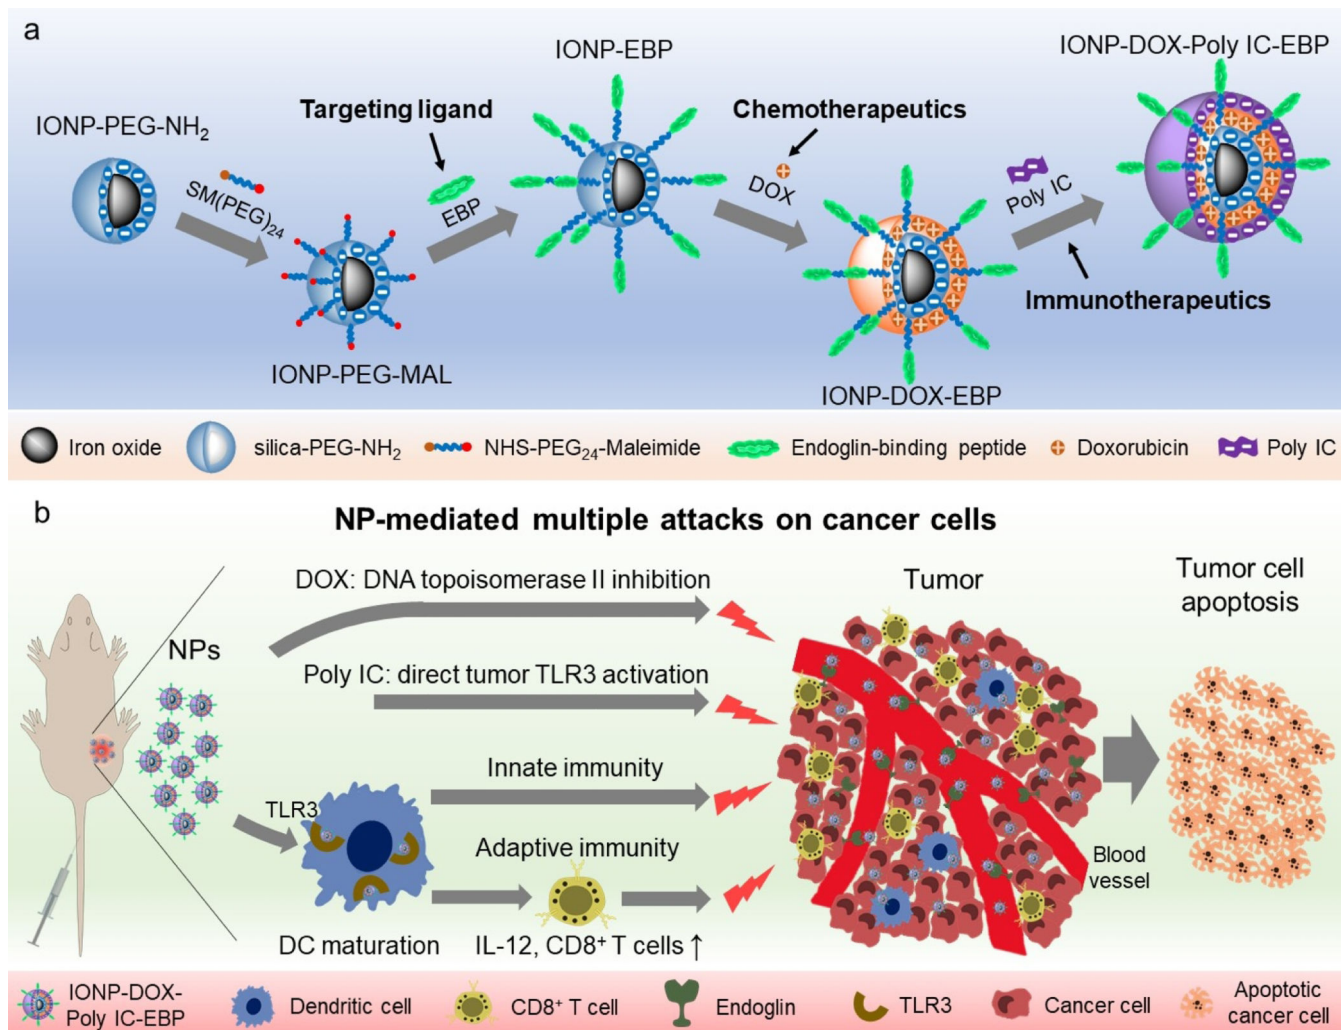 a
IONP-PEG-NH₂
SM(PEG)₂₄
IONP-PEG-MAL
Targeting ligand
EBP
IONP-EBP
Chemotherapeutics
DOX
IONP-DOX-EBP
Poly IC
Immunotherapeutics
IONP-DOX-Poly IC-EBP
Iron oxide
silica-PEG-NH₂
NHS-PEG₂₄-Maleimide
Endoglin-binding peptide
Doxorubicin
Poly IC
b
NP-mediated multiple attacks on cancer cells
NPs
DOX: DNA topoisomerase II inhibition
Poly IC: direct tumor TLR3 activation
Innate immunity
TLR3
Adaptive immunity
DC maturation
IL-12, CD8⁺ T cells ↑
Tumor
Blood
vessel
Tumor cell
apoptosis
IONP-DOX-
Poly IC-EBP
Dendritic cell
CD8⁺ T cell
Endoglin
TLR3
Cancer cell
Apoptotic
cancer cell